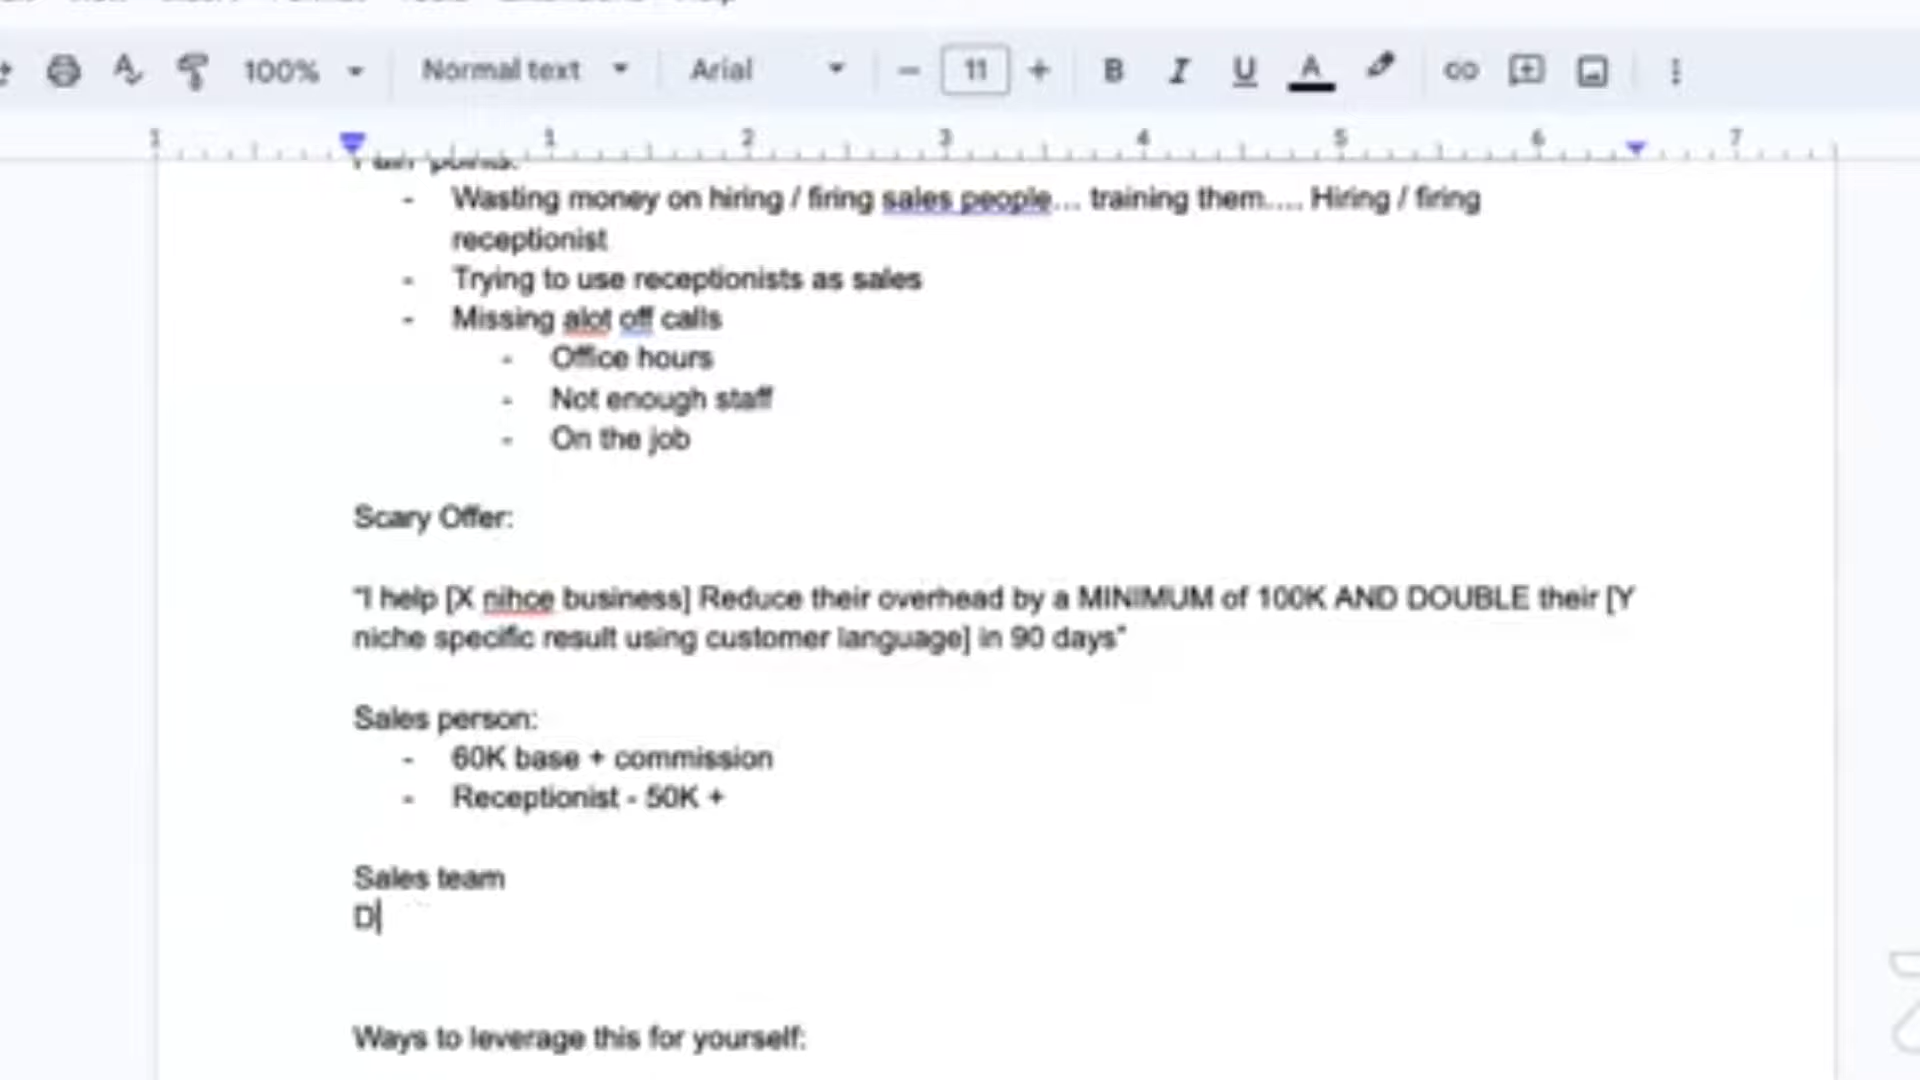 100% Normal text Arial - 11 + B I U A
1 1 2 3 4 5 6 7
- Wasting money on hiring / firing sales people... training them..... Hiring / firing
receptionist
- Trying to use receptionists as sales
- Missing alot off calls
- Office hours
- Not enough staff
- On the job
Scary Offer:
"I help [X nihce business] Reduce their overhead by a MINIMUM of 100K AND DOUBLE their [Y
niche specific result using customer language] in 90 days"
Sales person:
- 60K base + commission
- Receptionist - 50K +
Sales team
D
Ways to leverage this for yourself: